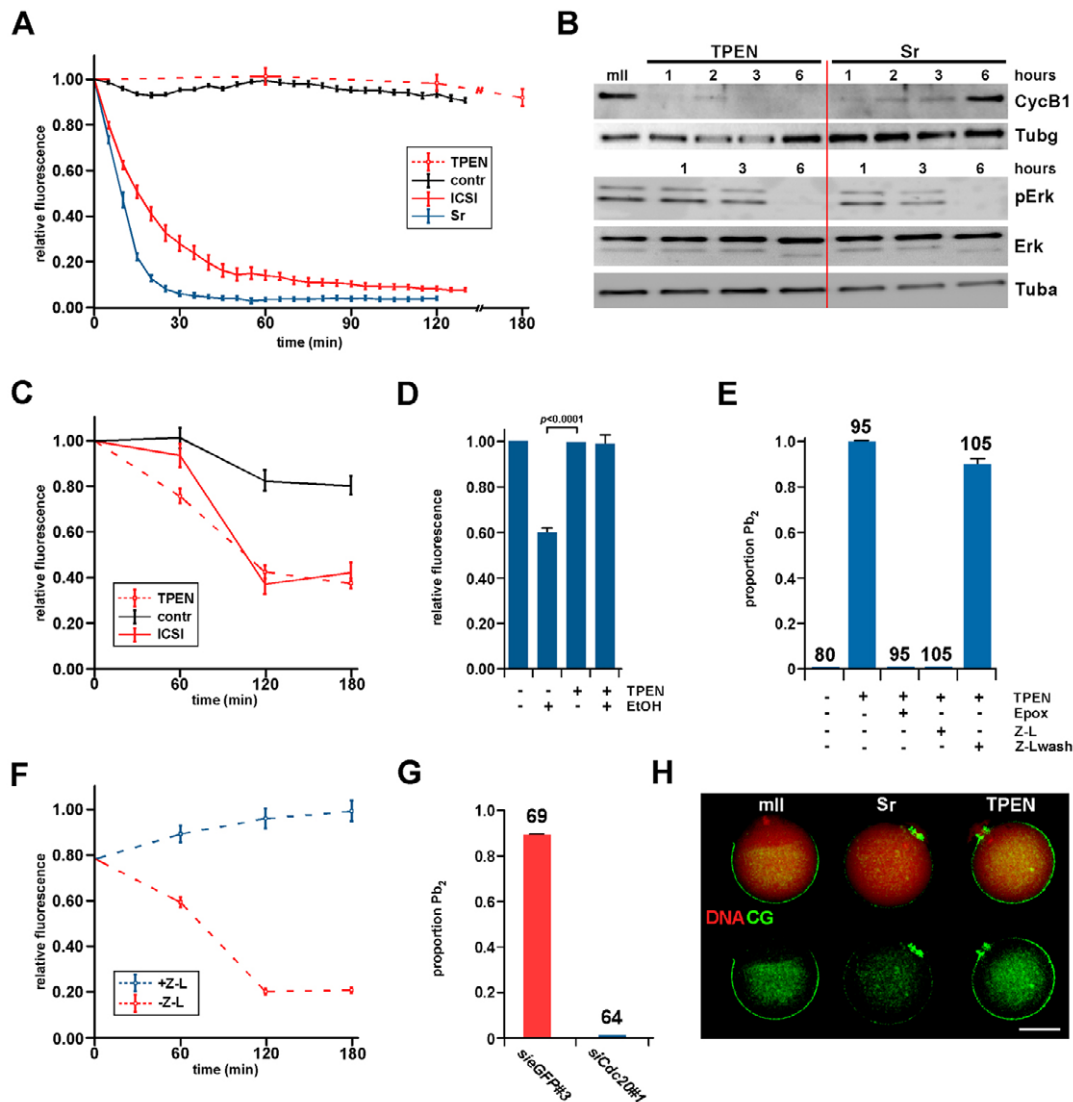 A
relative fluorescence
1.00
0.80
0.60
0.40
0.20
0.00
TPEN
contr
ICSI
Sr
0 30 60 90 120 180
time (min)
B
TPEN Sr
mII 1 2 3 6 1 2 3 6 hours
CycB1
Tubg
hours 1 3 6 1 3 6
pErk
Erk
Tuba
C
relative fluorescence
1.00
0.80
0.60
0.40
0.20
0.00
TPEN
contr
ICSI
0 60 120 180
time (min)
D
relative fluorescence
p<0.0001
1.00
0.80
0.60
0.40
0.20
0.00
- - + + TPEN
- + - + EtOH
E
proportion Pb2
1.0
0.8
0.6
0.4
0.2
0
80 95 95 105 105
- + + + + TPEN
- - + - - Epox
- - - + - Z-L
- - - - + Z-Lwash
F
relative fluorescence
1.00
0.80
0.60
0.40
0.20
0.00
+Z-L
-Z-L
0 60 120 180
time (min)
G
proportion Pb2
1.0
0.8
0.6
0.4
0.2
0
69 64
sieGFP#3 siCdc20#1
H
mII Sr TPEN
DNA CG